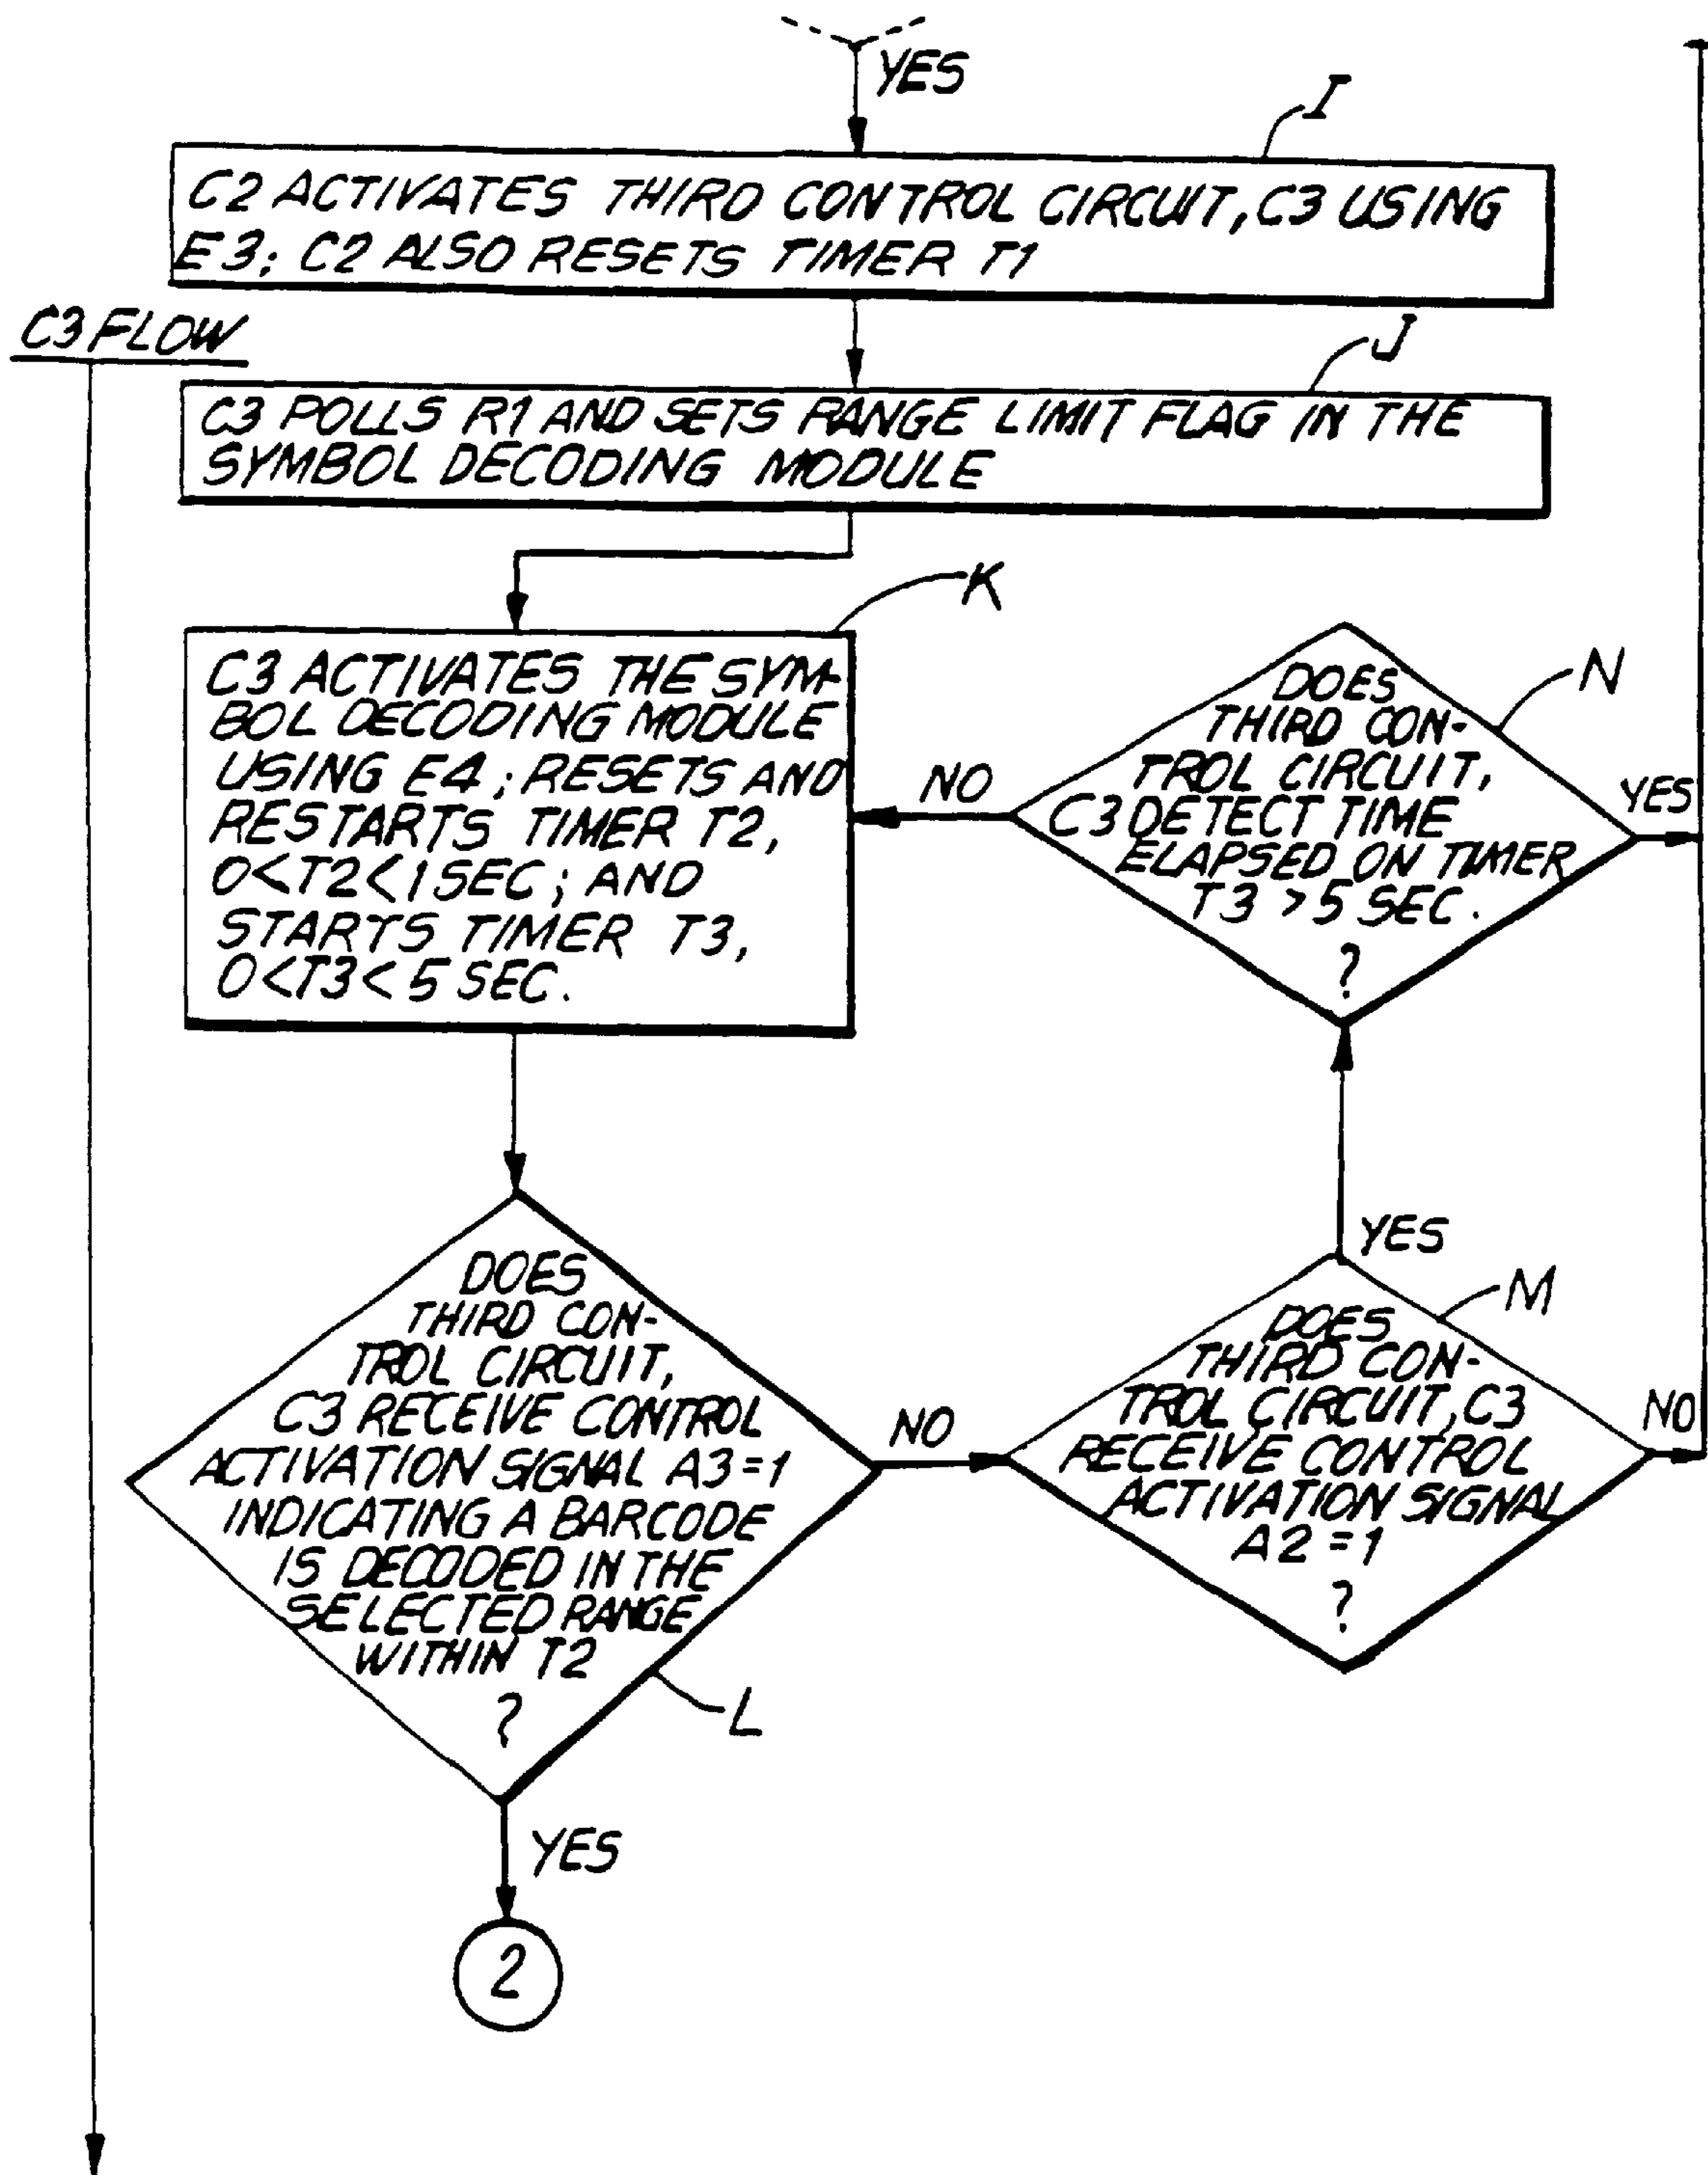 YES
I
C2 ACTIVATES THIRD CONTROL CIRCUIT, C3 USING
E3; C2 ALSO RESETS TIMER T1
C3 FLOW
J
C3 POLLS R1 AND SETS RANGE LIMIT FLAG IN THE
SYMBOL DECODING MODULE
K
C3 ACTIVATES THE SYM-
BOL DECODING MODULE
USING E4; RESETS AND
RESTARTS TIMER T2,
0<T2<1 SEC; AND
STARTS TIMER T3,
0<T3<5 SEC.
N
DOES
THIRD CON-
TROL CIRCUIT,
C3 DETECT TIME
ELAPSED ON TIMER
T3 >5 SEC.
?
NO
YES
DOES
THIRD CON-
TROL CIRCUIT,
C3 RECEIVE CONTROL
ACTIVATION SIGNAL A3=1
INDICATING A BARCODE
IS DECODED IN THE
SELECTED RANGE
WITHIN T2
?
L
NO
YES
M
DOES
THIRD CON-
TROL CIRCUIT, C3
RECEIVE CONTROL
ACTIVATION SIGNAL
A2=1
?
NO
YES
2